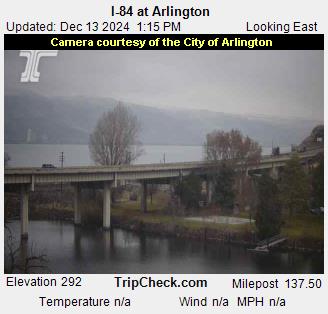 I-84 at Arlington
Updated: Dec 13 2024 1:15 PM Looking East
Camera courtesy of the City of Arlington
Elevation 292 TripCheck.com Milepost 137.50
Temperature n/a Wind n/a MPH n/a